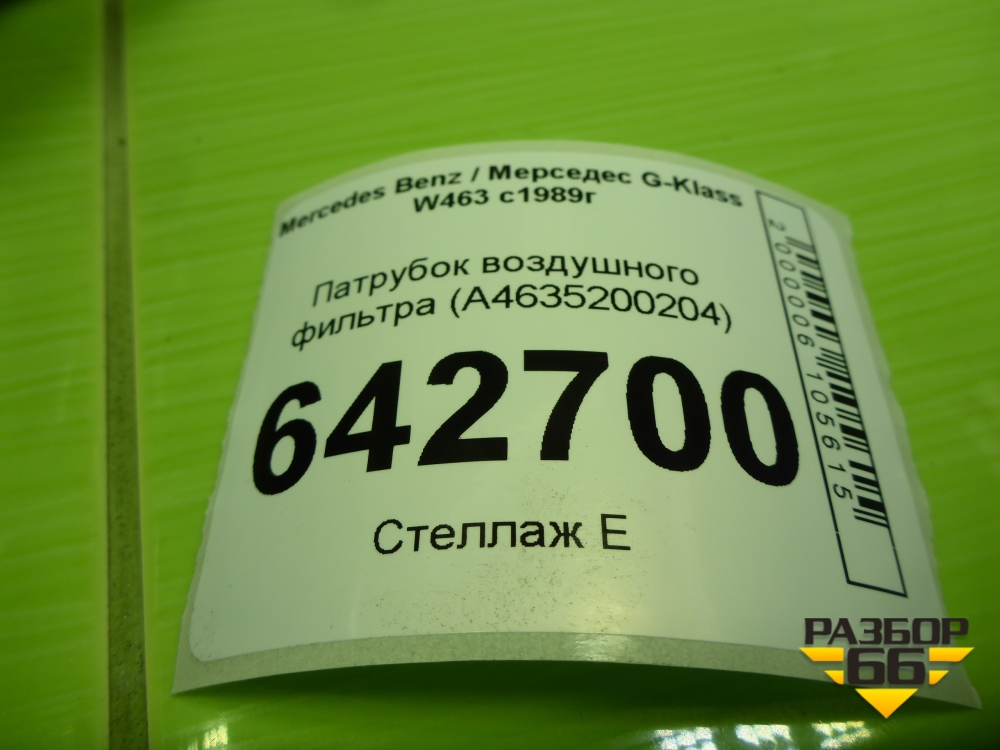 Mercedes Benz / Мерседес G-Klass
W463 с1989г
Патрубок воздушного
фильтра (A4635200204)
642700
Стеллаж Е
2000006105615
РАЗБОР
66